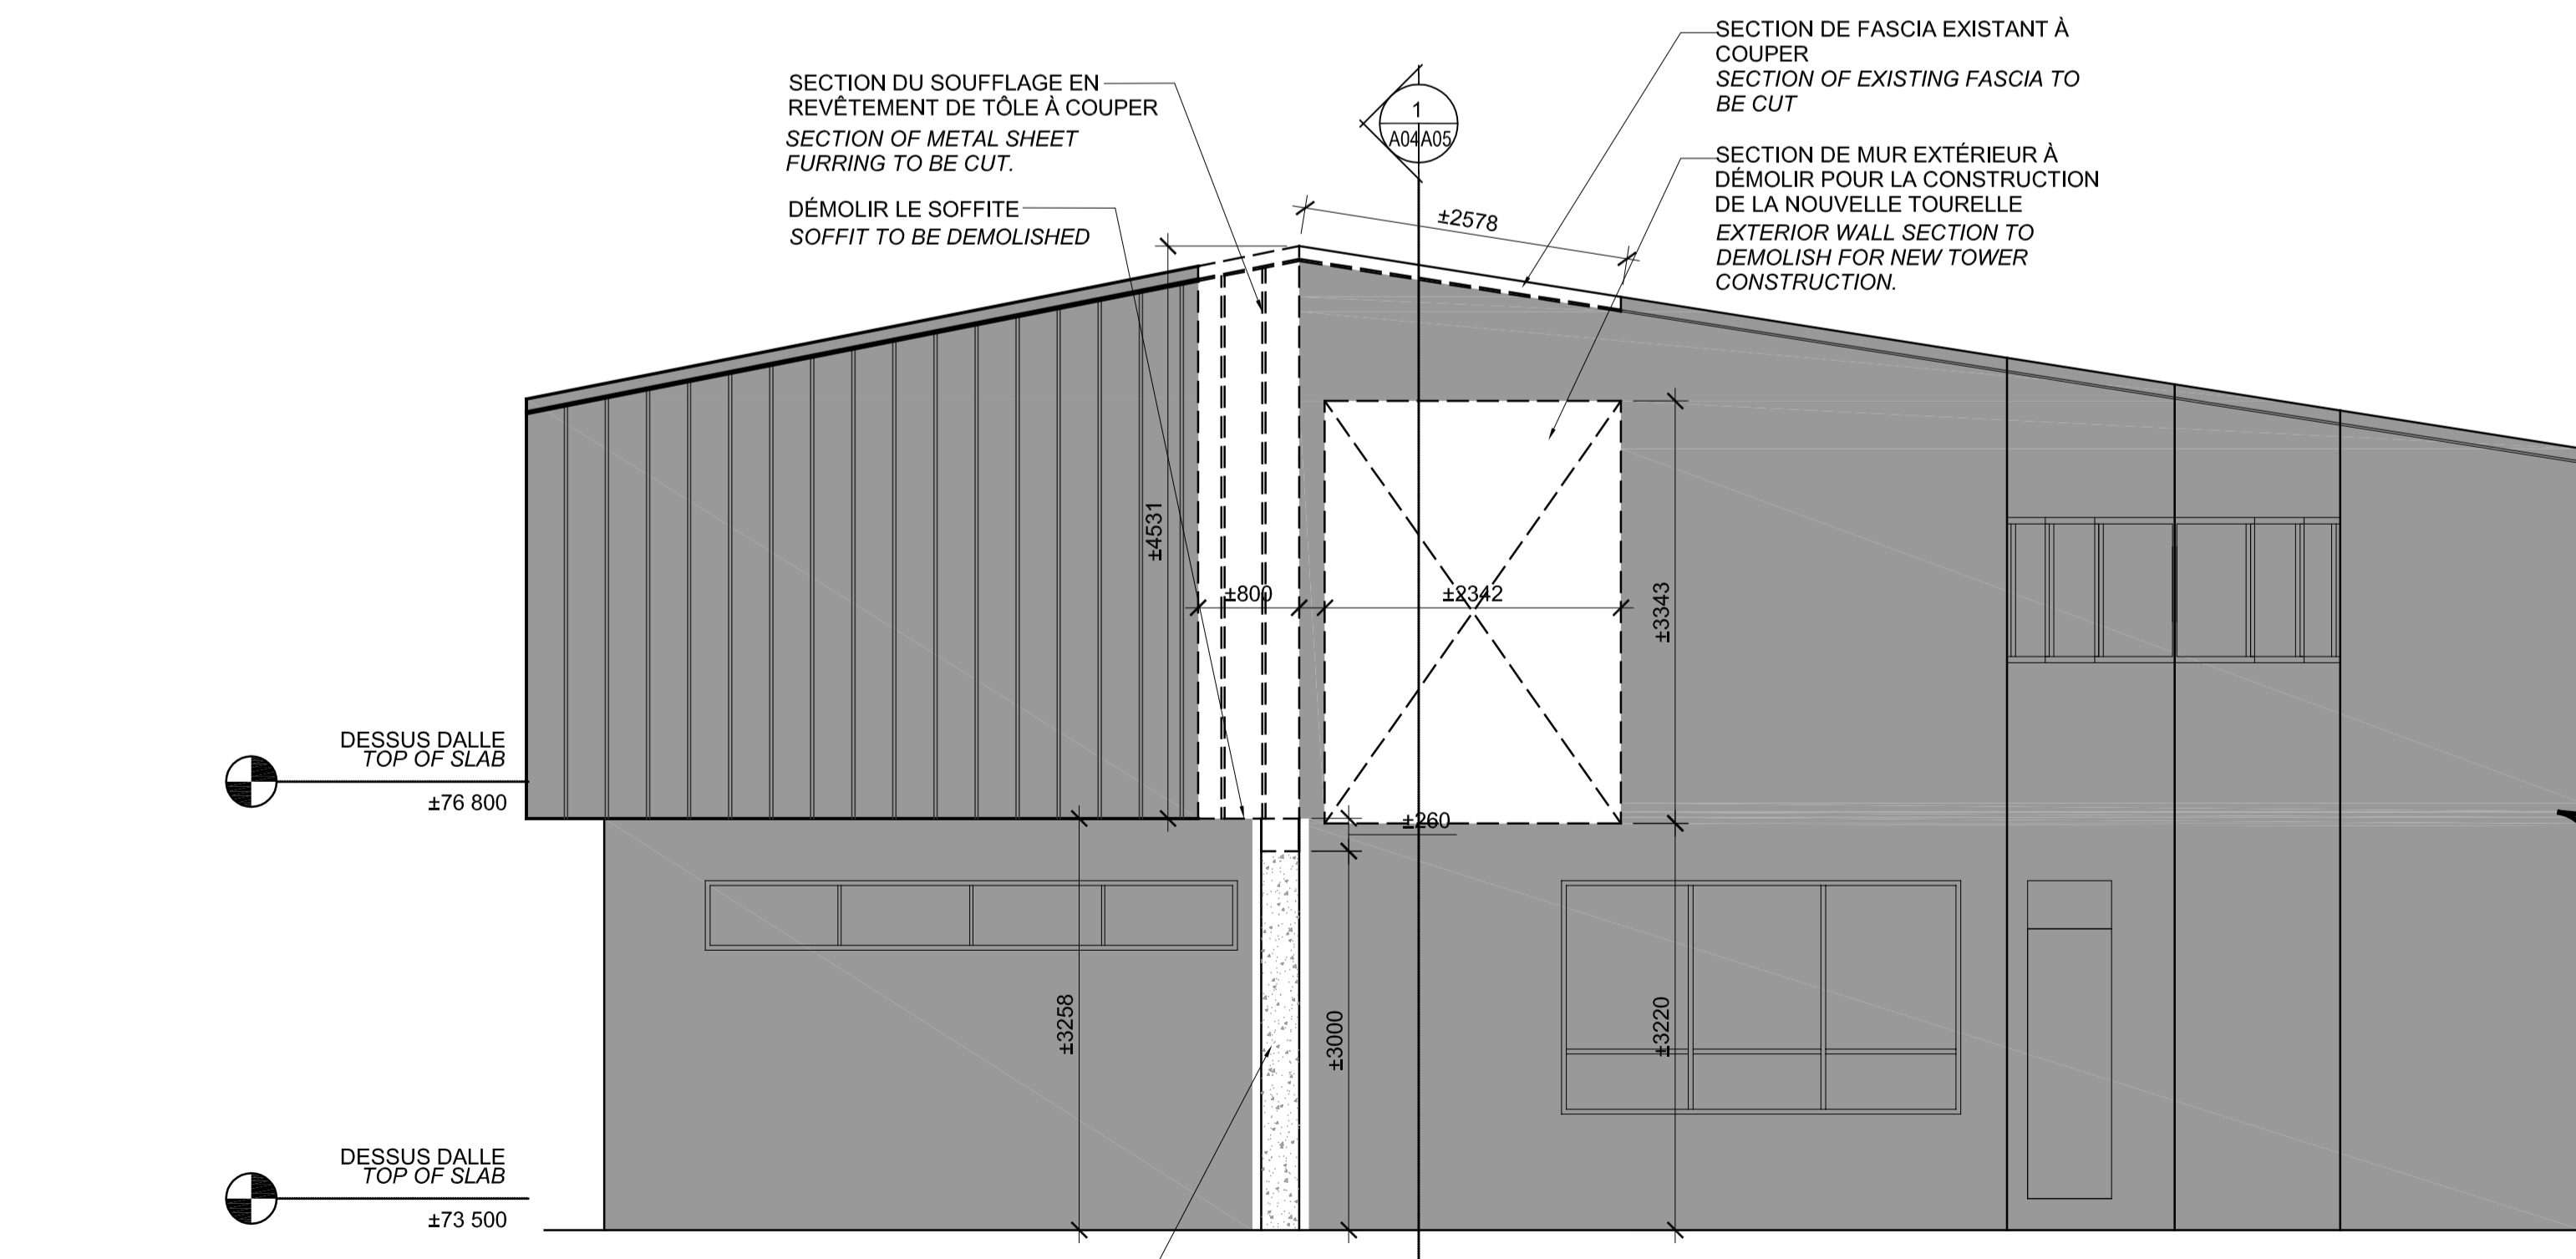 SECTION DU SOUFFLAGE EN
REVÊTEMENT DE TÔLE À COUPER
SECTION OF METAL SHEET
FURRING TO BE CUT.
DÉMOLIR LE SOFFITE
SOFFIT TO BE DEMOLISHED
1
A04 A05
SECTION DE FASCIA EXISTANT À
COUPER
SECTION OF EXISTING FASCIA TO
BE CUT
SECTION DE MUR EXTÉRIEUR À
DÉMOLIR POUR LA CONSTRUCTION
DE LA NOUVELLE TOURELLE
EXTERIOR WALL SECTION TO
DEMOLISH FOR NEW TOWER
CONSTRUCTION.
±2578
±4531
±800
±2342
±3343
DESSUS DALLE
TOP OF SLAB
±76 800
±260
±3258
±3000
±3220
DESSUS DALLE
TOP OF SLAB
±73 500